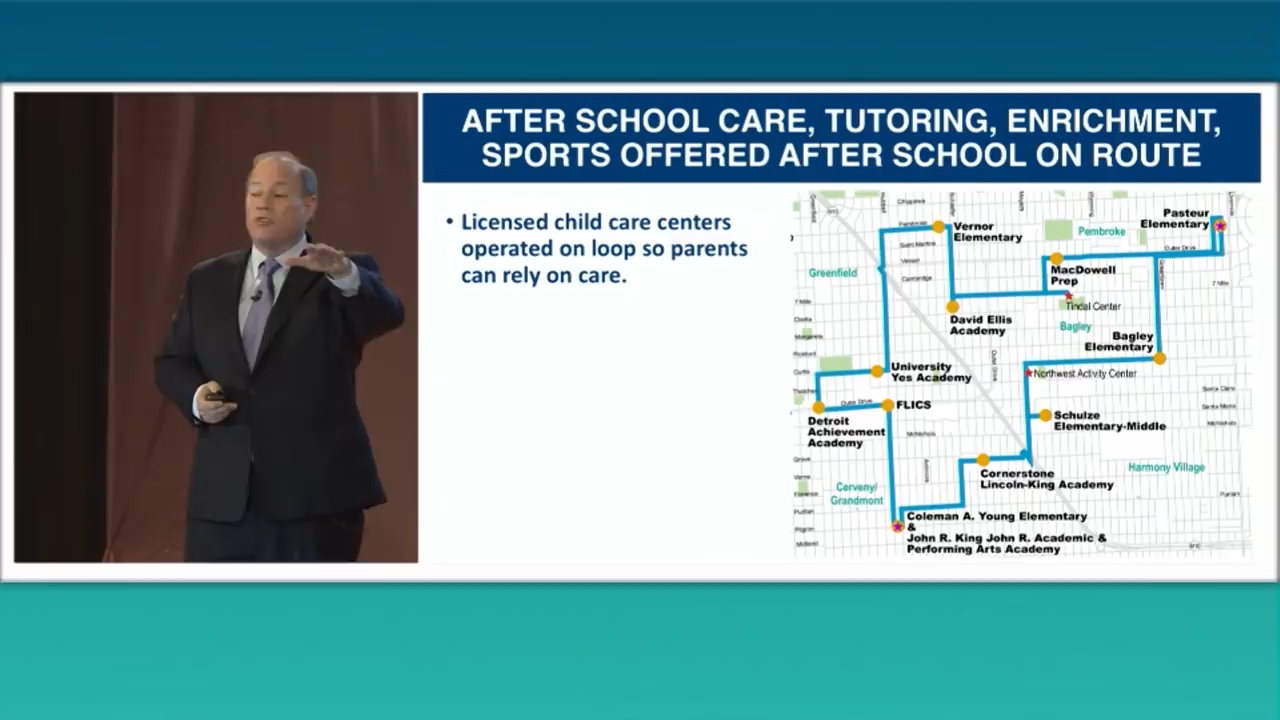 AFTER SCHOOL CARE, TUTORING, ENRICHMENT,
SPORTS OFFERED AFTER SCHOOL ON ROUTE
• Licensed child care centers
operated on loop so parents
can rely on care.
Pasteur
Elementary
Vernor
Elementary
Pembroke
Greenfield
MacDowell
Prep
Tindal Center
David Ellis
Academy
Bagley
Bagley
Elementary
University
Yes Academy
Northwest Activity Center
FLICS
Outer Drive
Detroit
Achievement
Academy
Schulze
Elementary-Middle
McNichols
Cornerstone
Lincoln-King Academy
Harmony Village
Cerveny/
Grandmont
Coleman A. Young Elementary
&
John R. King John R. Academic &
Performing Arts Academy